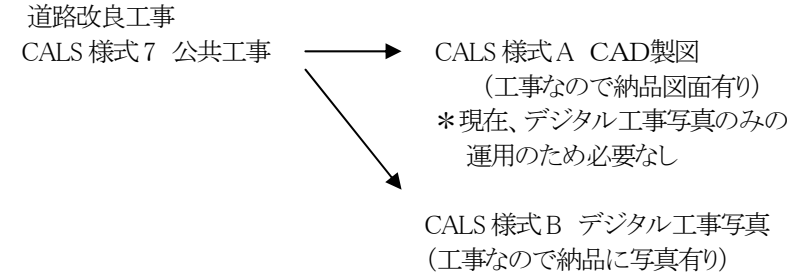 道路改良工事
CALS 様式7 公共工事
CALS 様式A CAD製図
(工事なので納品図面有り)
＊現在、デジタル工事写真のみの
運用のため必要なし
CALS 様式B デジタル工事写真
(工事なので納品に写真有り)